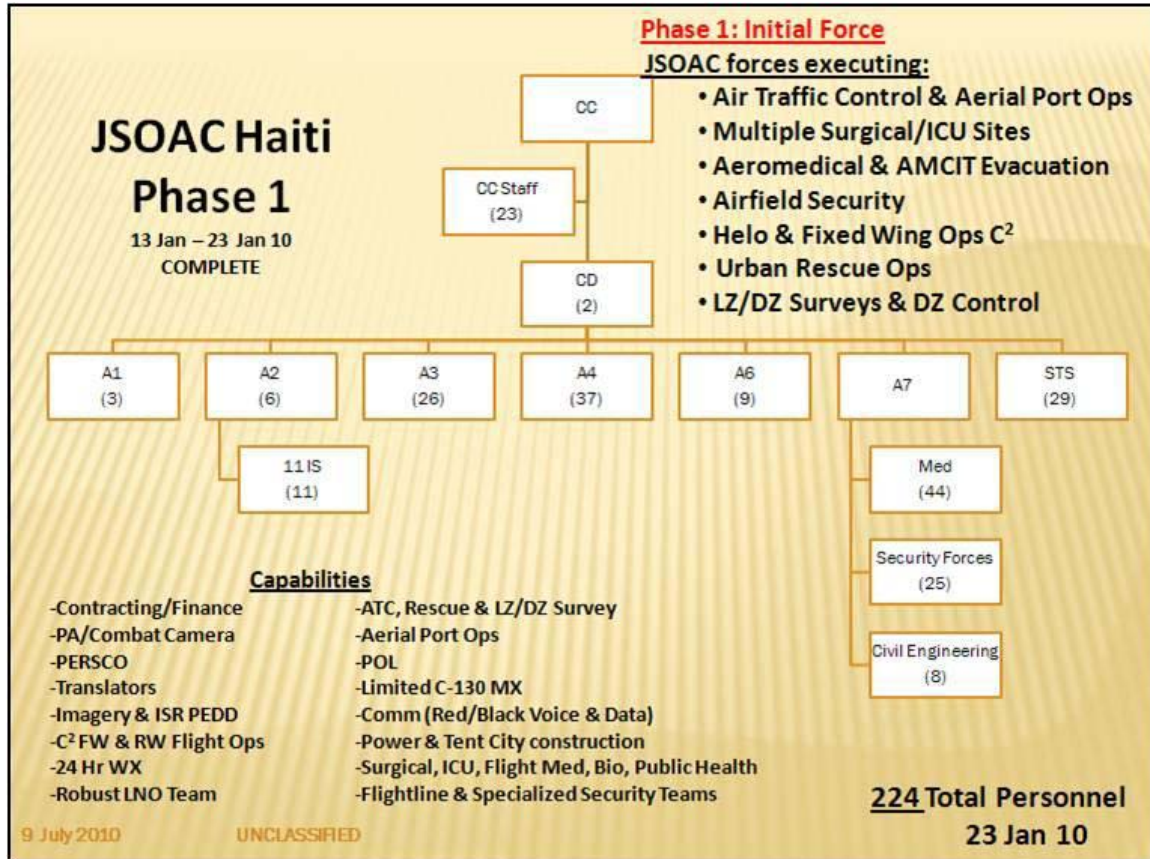 Phase 1: Initial Force
JSOAC forces executing:
• Air Traffic Control & Aerial Port Ops
• Multiple Surgical/ICU Sites
• Aeromedical & AMCIT Evacuation
• Airfield Security
• Helo & Fixed Wing Ops C²
• Urban Rescue Ops
• LZ/DZ Surveys & DZ Control
JSOAC Haiti
Phase 1
13 Jan – 23 Jan 10
COMPLETE
CC
CC Staff
(23)
CD
(2)
A1
(3)
A2
(6)
A3
(26)
A4
(37)
A6
(9)
A7
STS
(29)
11 IS
(11)
Med
(44)
Security Forces
(25)
Civil Engineering
(8)
Capabilities
-Contracting/Finance
-PA/Combat Camera
-PERSCO
-Translators
-Imagery & ISR PEDD
-C² FW & RW Flight Ops
-24 Hr WX
-Robust LNO Team
-ATC, Rescue & LZ/DZ Survey
-Aerial Port Ops
-POL
-Limited C-130 MX
-Comm (Red/Black Voice & Data)
-Power & Tent City construction
-Surgical, ICU, Flight Med, Bio, Public Health
-Flightline & Specialized Security Teams
224 Total Personnel
23 Jan 10
9 July 2010
UNCLASSIFIED